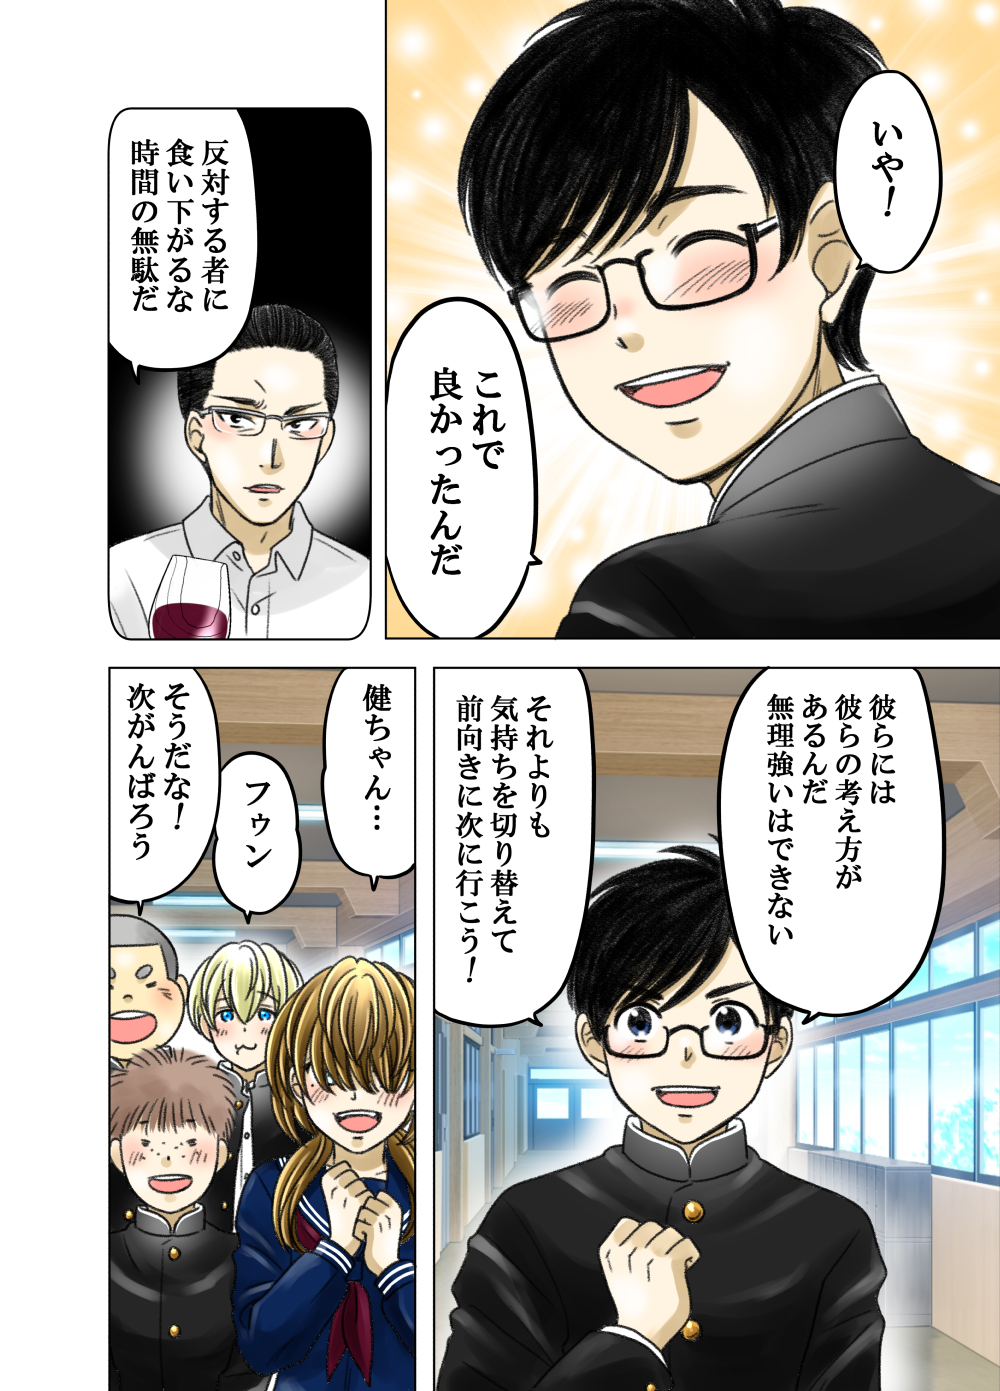 いや！
これで
良かったんだ
反対する者に
食い下がるな
時間の無駄だ
彼らには
彼らの考え方が
あるんだ
無理強いはできない
それよりも
気持ちを切り替えて
前向きに次に行こう！
健ちゃん…
フゥン
そうだな！
次がんばろう